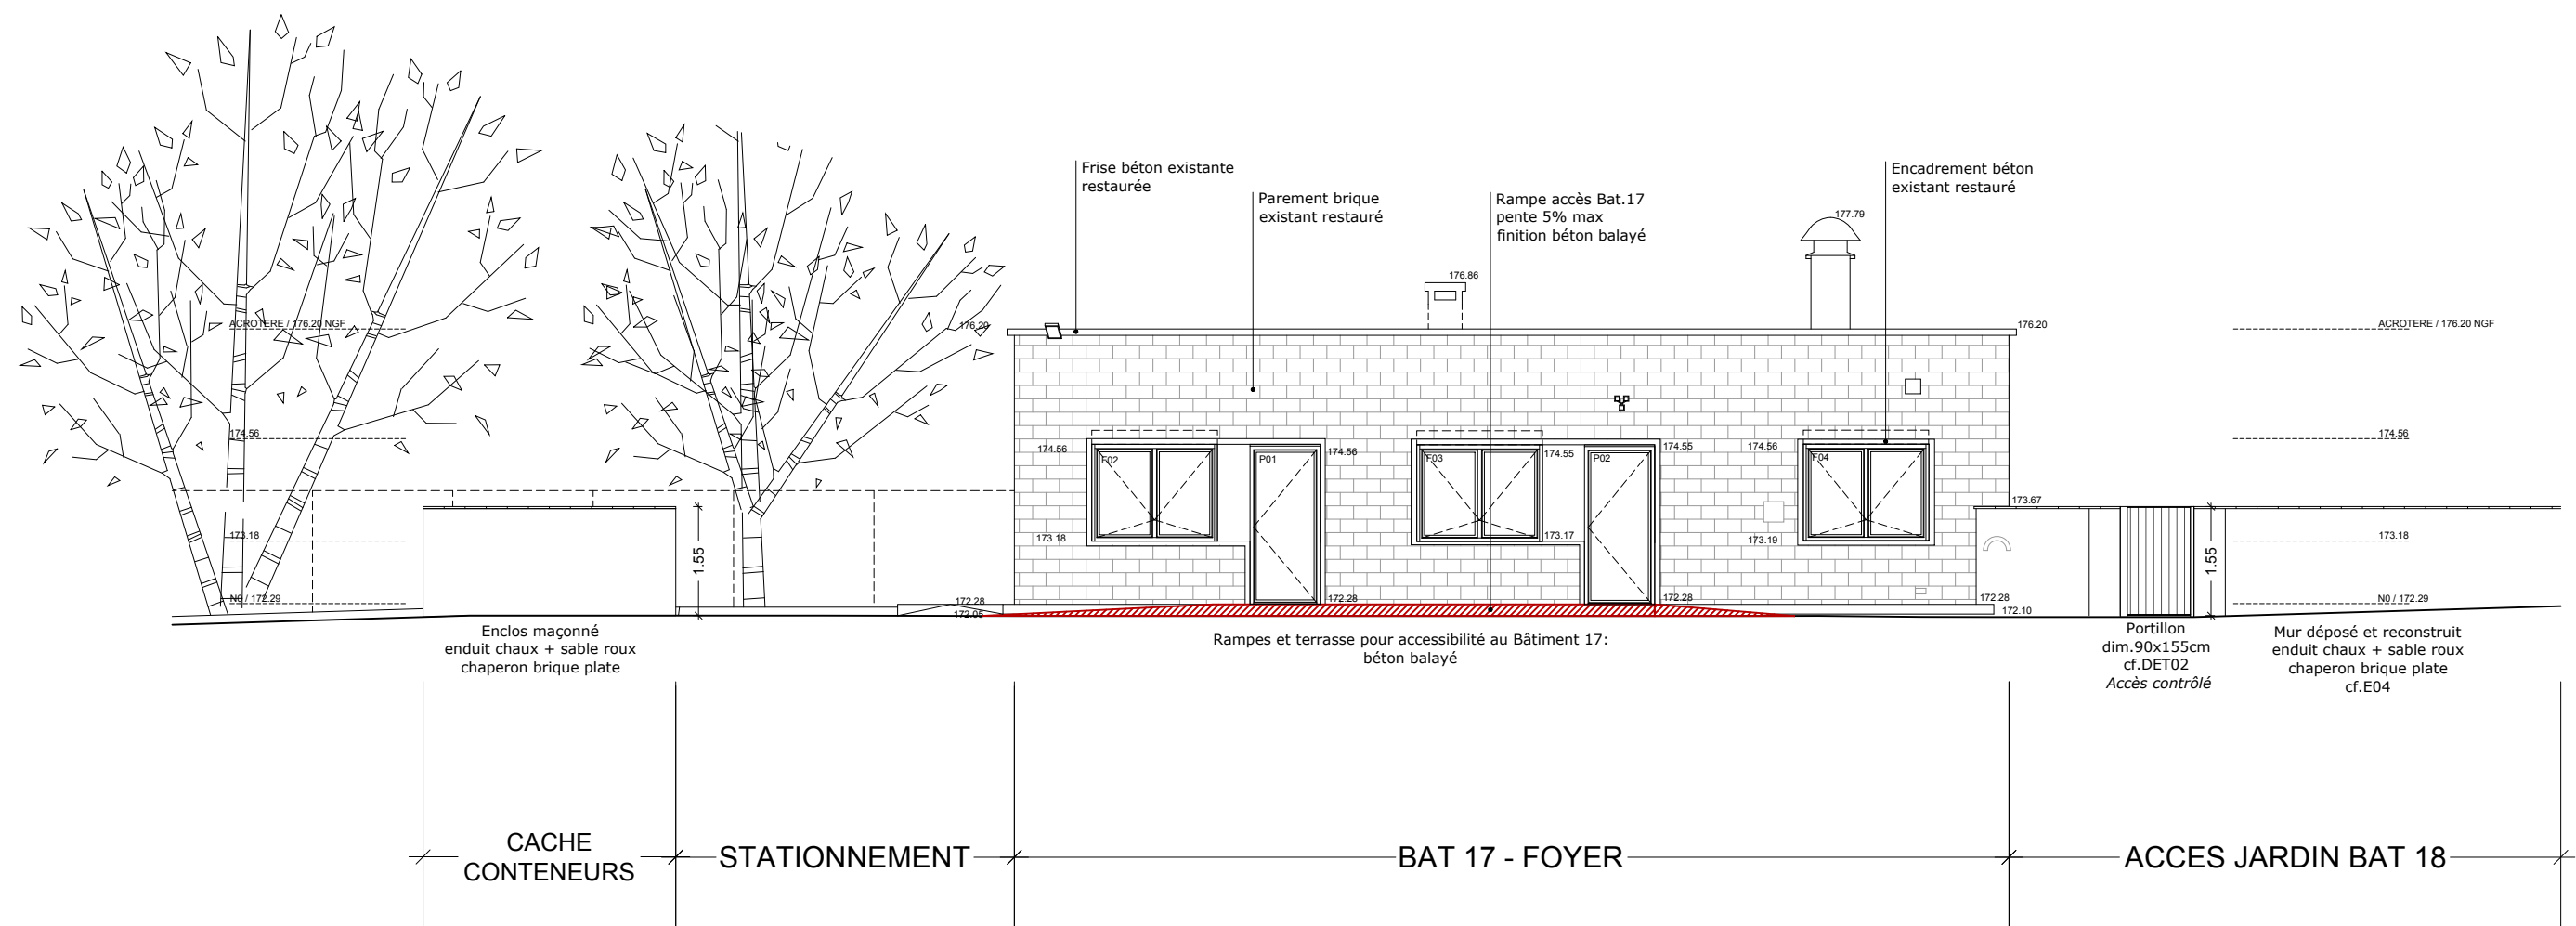 Frise béton existante
restaurée
Parement brique
existant restauré
Rampe accès Bat.17
pente 5% max
finition béton balayé
Encadrement béton
existant restauré
177.79
176.86
ACROTERE / 176.20 NGF
176.20
176.20
ACROTERE / 176.20 NGF
174.56
174.56
F02
P01
174.56
F03
174.55
P02
174.55
174.56
F04
174.56
173.67
173.18
173.18
173.17
173.19
173.18
1.55
1.55
N0 / 172.29
172.28
172.05
172.28
172.28
172.28
172.10
N0 / 172.29
Enclos maçonné
enduit chaux + sable roux
chaperon brique plate
Rampes et terrasse pour accessibilité au Bâtiment 17:
béton balayé
Portillon
dim.90x155cm
cf.DET02
Accès contrôlé
Mur déposé et reconstruit
enduit chaux + sable roux
chaperon brique plate
cf.E04
CACHE
CONTENEURS
STATIONNEMENT
BAT 17 - FOYER
ACCES JARDIN BAT 18